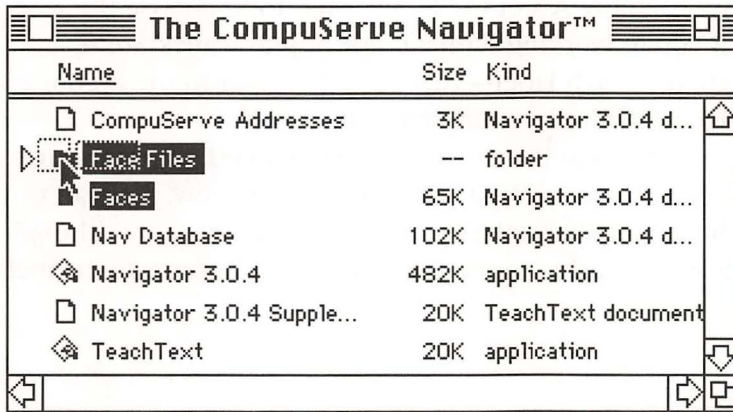 The CompuServe Navigator™
Name Size Kind
CompuServe Addresses 3K Navigator 3.0.4 d...
Face Files -- folder
Faces 65K Navigator 3.0.4 d...
Nav Database 102K Navigator 3.0.4 d...
Navigator 3.0.4 482K application
Navigator 3.0.4 Supple... 20K TeachText document
TeachText 20K application